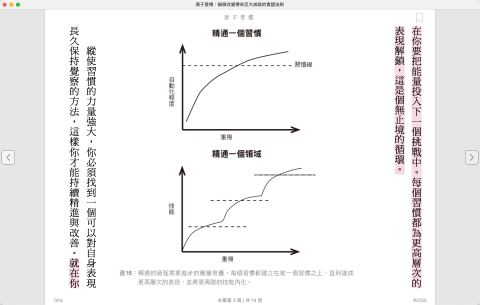 原子習慣：細微改變帶來巨大成就的實證法則
原子習慣
在你要把能量投入下一個挑戰中。每個習慣都為更高層次的
表現解鎖，這是個無止境的循環。
精通一個習慣
自動化程度
習慣線
重複
精通一個領域
技能
重複
圖16：精通的過程需要進步的層層堆疊，每個習慣都建立在前一個習慣之上，直到達成
更高層次的表現，並將更高階的技能內化。
縱使習慣的力量強大，你必須找到一個可以對自身表現
長久保持覺察的方法，這樣你才能持續精進與改善。就在你
本章第 2 頁 / 共 18 頁